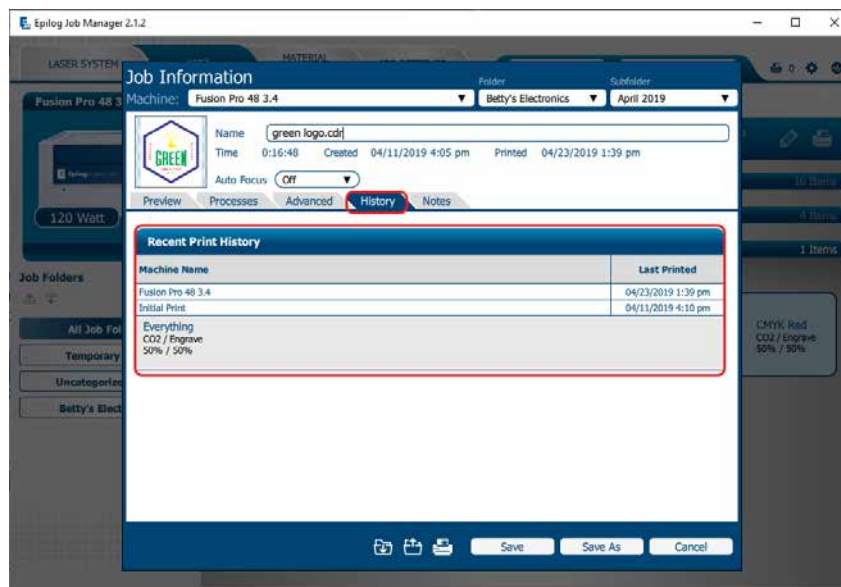 Epilog Job Manager 2.1.2
LASER SYSTEM
MATERIAL
0
Job Information
Folder
Subfolder
Machine:
Fusion Pro 48 3.4
Betty's Electronics
April 2019
Fusion Pro 48 3
GREEN
Name
green logo.cdr
Time
0:16:48
Created
04/11/2019 4:05 pm
Printed
04/23/2019 1:39 pm
Auto Focus
Off
10 Items
4 Items
1 Items
120 Watt
Preview
Processes
Advanced
History
Notes
Recent Print History
Machine Name
Last Printed
Fusion Pro 48 3.4
04/23/2019 1:39 pm
Initial Print
04/11/2019 4:10 pm
Everything
CO2 / Engrave
50% / 50%
Job Folders
All Job Fol
Temporary
Uncategorize
Betty's Elect
CMYK Red
CO2 / Engrave
50% / 50%
Save
Save As
Cancel